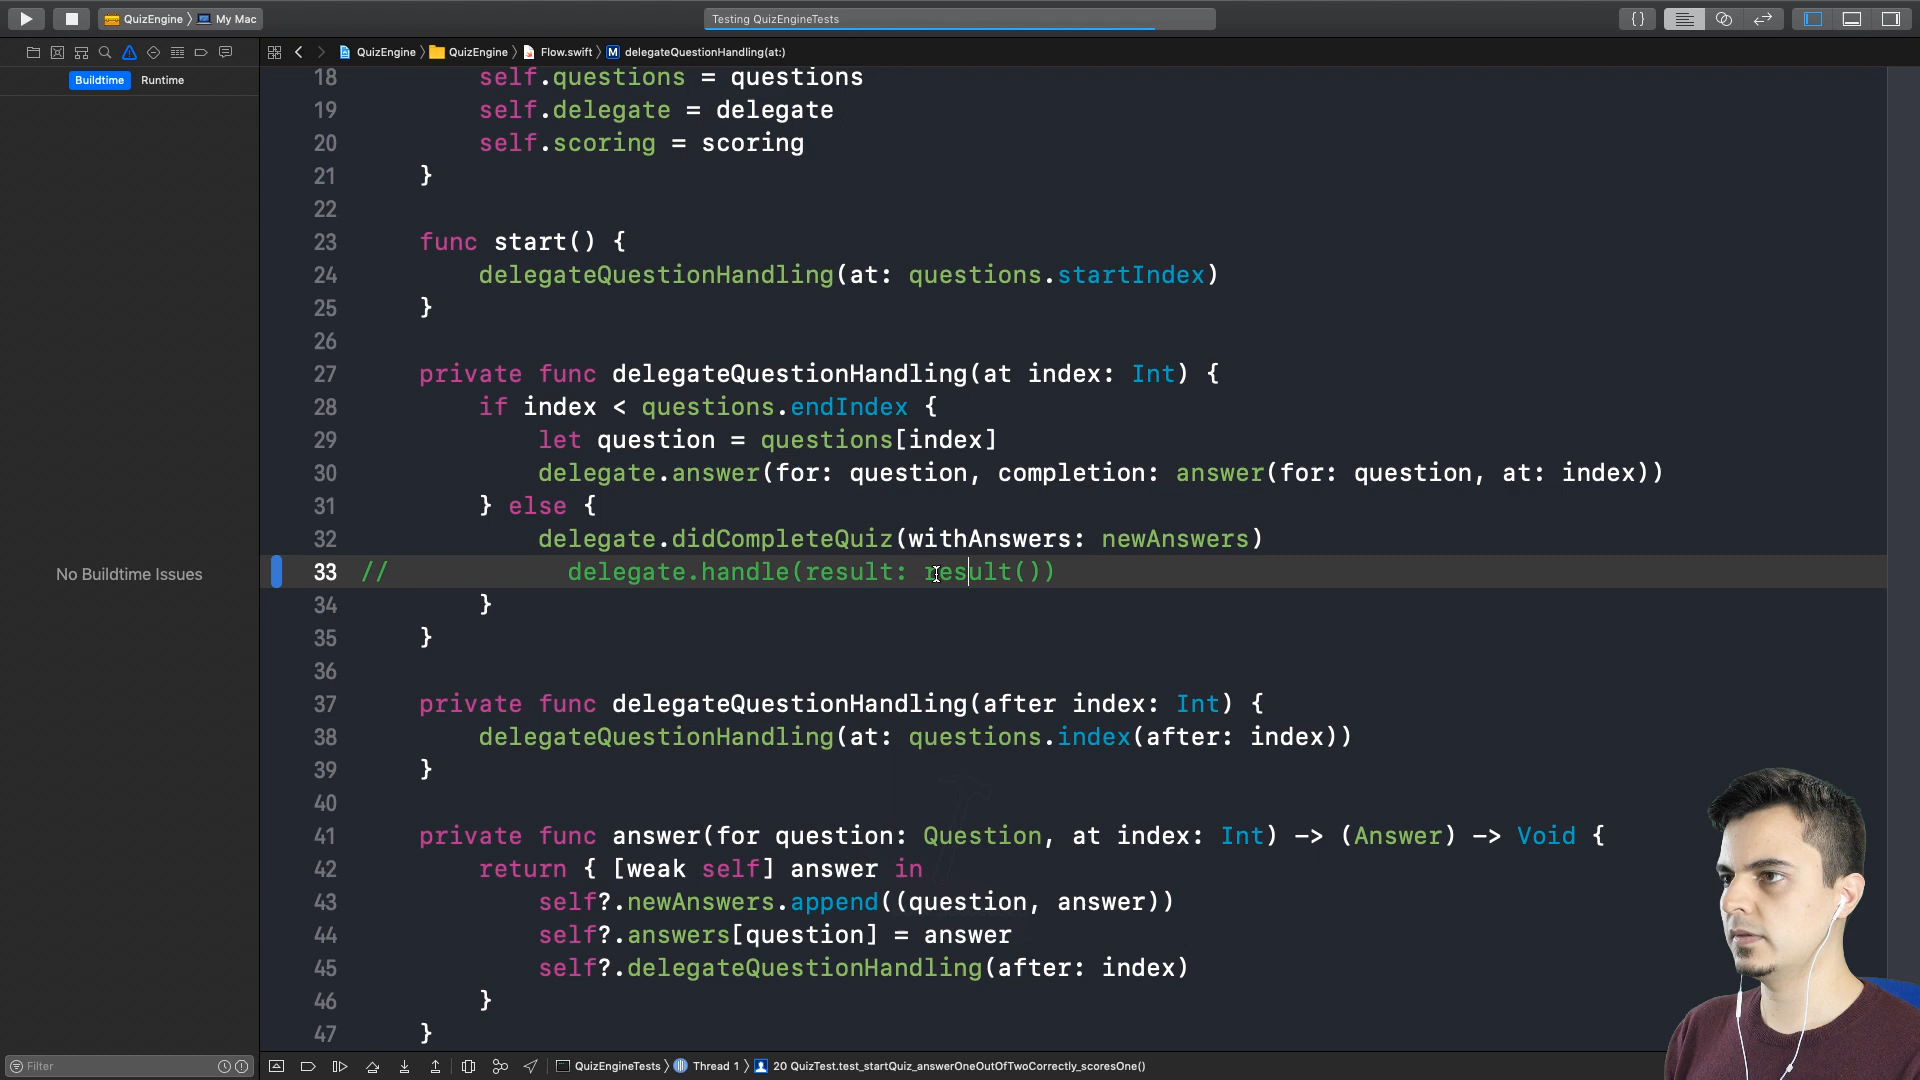 QuizEngine 〉 My Mac
Testing QuizEngineTests
{}
QuizEngine 〉 QuizEngine 〉 Flow.swift 〉 M delegateQuestionHandling(at:)
Buildtime Runtime
18 self.questions = questions
19 self.delegate = delegate
20 self.scoring = scoring
21 }
22
23 func start() {
24 delegateQuestionHandling(at: questions.startIndex)
25 }
26
27 private func delegateQuestionHandling(at index: Int) {
28 if index < questions.endIndex {
29 let question = questions[index]
30 delegate.answer(for: question, completion: answer(for: question, at: index))
31 } else {
32 delegate.didCompleteQuiz(withAnswers: newAnswers)
33 // delegate.handle(result: result())
34 }
35 }
36
37 private func delegateQuestionHandling(after index: Int) {
38 delegateQuestionHandling(at: questions.index(after: index))
39 }
40
41 private func answer(for question: Question, at index: Int) -> (Answer) -> Void {
42 return { [weak self] answer in
43 self?.newAnswers.append((question, answer))
44 self?.answers[question] = answer
45 self?.delegateQuestionHandling(after: index)
46 }
47 }
No Buildtime Issues
Filter
QuizEngineTests 〉 Thread 1 〉 20 QuizTest.test_startQuiz_answerOneOutOfTwoCorrectly_scoresOne()